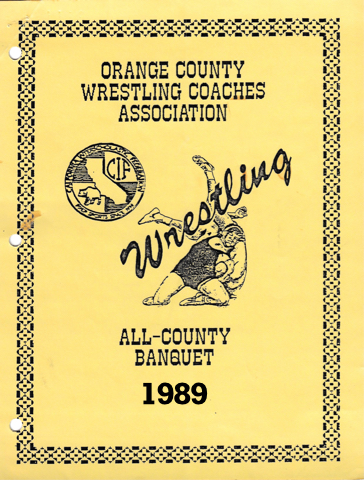 ORANGE COUNTY
WRESTLING COACHES
ASSOCIATION
CIF
Wrestling
ALL-COUNTY
BANQUET
1989